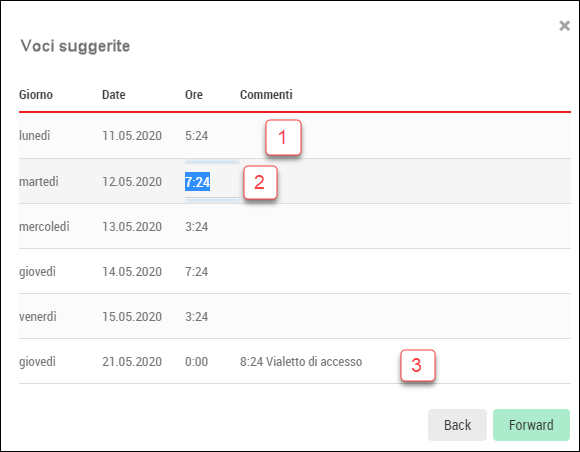 ×
Voci suggerite
Giorno Date Ore Commenti
lunedì 11.05.2020 5:24 1
martedì 12.05.2020 7:24 2
mercoledì 13.05.2020 3:24
giovedì 14.05.2020 7:24
venerdì 15.05.2020 3:24
giovedì 21.05.2020 0:00 8:24 Vialetto di accesso 3
Back Forward